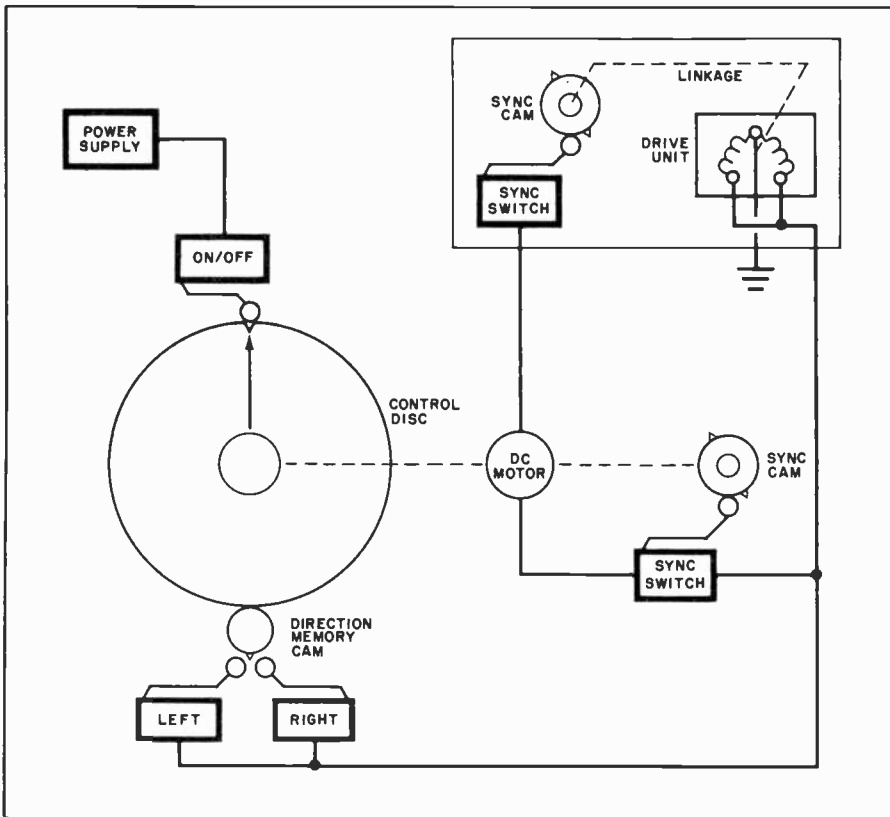 LINKAGE
SYNC
CAM
POWER
SUPPLY
DRIVE
UNIT
SYNC
SWITCH
ON/OFF
CONTROL
DISC
DC
MOTOR
SYNC
CAM
SYNC
SWITCH
DIRECTION
MEMORY
CAM
LEFT
RIGHT